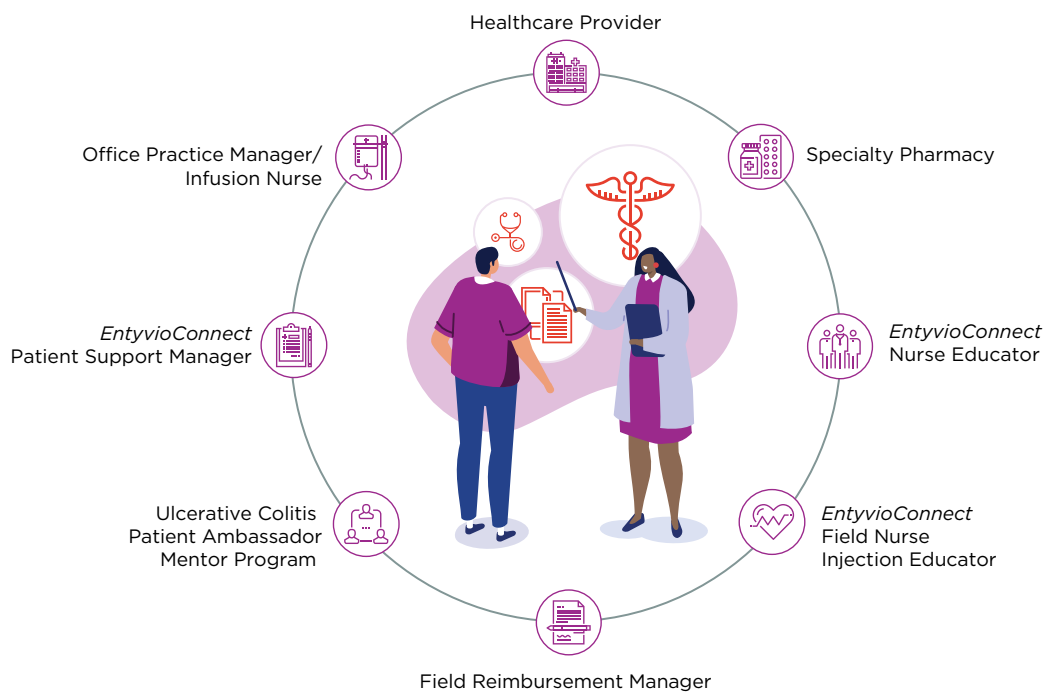 Healthcare Provider
Office Practice Manager/
Infusion Nurse
Specialty Pharmacy
EntyvioConnect
Patient Support Manager
EntyvioConnect
Nurse Educator
Ulcerative Colitis
Patient Ambassador
Mentor Program
EntyvioConnect
Field Nurse
Injection Educator
Field Reimbursement Manager